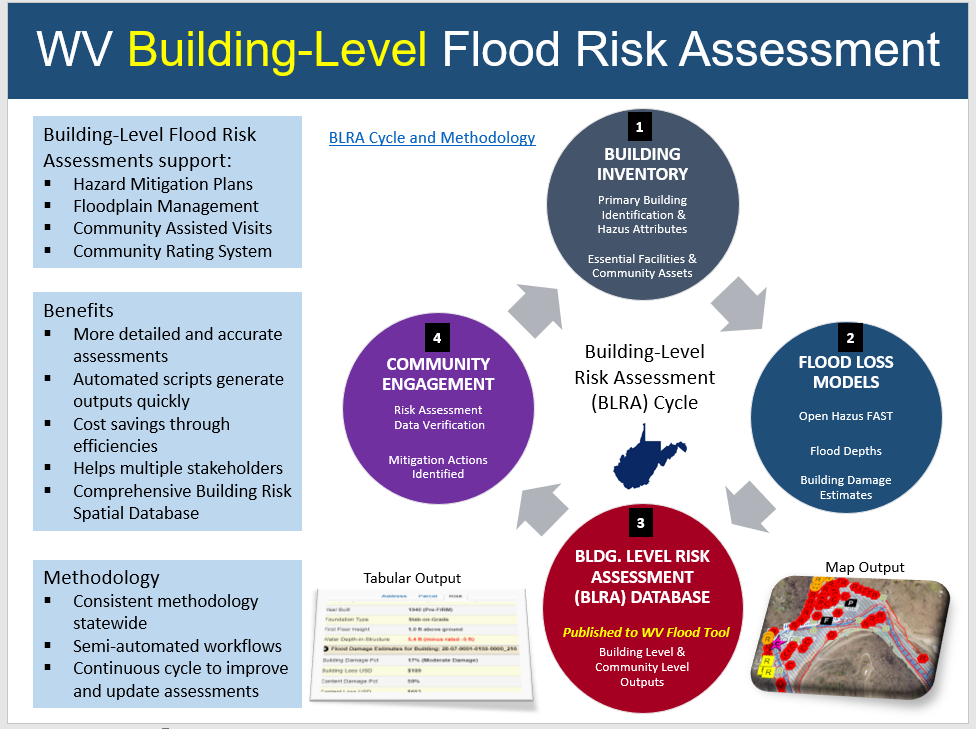 WV Building-Level Flood Risk Assessment
Building-Level Flood Risk
Assessments support:
▪ Hazard Mitigation Plans
▪ Floodplain Management
▪ Community Assisted Visits
▪ Community Rating System
Benefits
▪ More detailed and accurate
assessments
▪ Automated scripts generate
outputs quickly
▪ Cost savings through
efficiencies
▪ Helps multiple stakeholders
▪ Comprehensive Building Risk
Spatial Database
Methodology
▪ Consistent methodology
statewide
▪ Semi-automated workflows
▪ Continuous cycle to improve
and update assessments
BLRA Cycle and Methodology
1
BUILDING
INVENTORY
Primary Building
Identification &
Hazus Attributes
Essential Facilities &
Community Assets
2
FLOOD LOSS
MODELS
Open Hazus FAST
Flood Depths
Building Damage
Estimates
3
BLDG. LEVEL RISK
ASSESSMENT
(BLRA) DATABASE
Published to WV Flood Tool
Building Level &
Community Level
Outputs
4
COMMUNITY
ENGAGEMENT
Risk Assessment
Data Verification
Mitigation Actions
Identified
Building-Level
Risk Assessment
(BLRA) Cycle
Tabular Output
Address Parcel Risk
Year Built 1940 (Pre-FIRM)
Foundation Type Slab-on-Grade
First Floor Height 1.0 ft above ground
Water Depth-in-Structure 5.4 ft (minus rated -5 ft)
Flood Damage Estimates for Building:
Building Damage Pct 17% (Moderate Damage)
Building Loss USD
Content Damage Pct
Content Loss USD
Map Output
P
F
R
R R